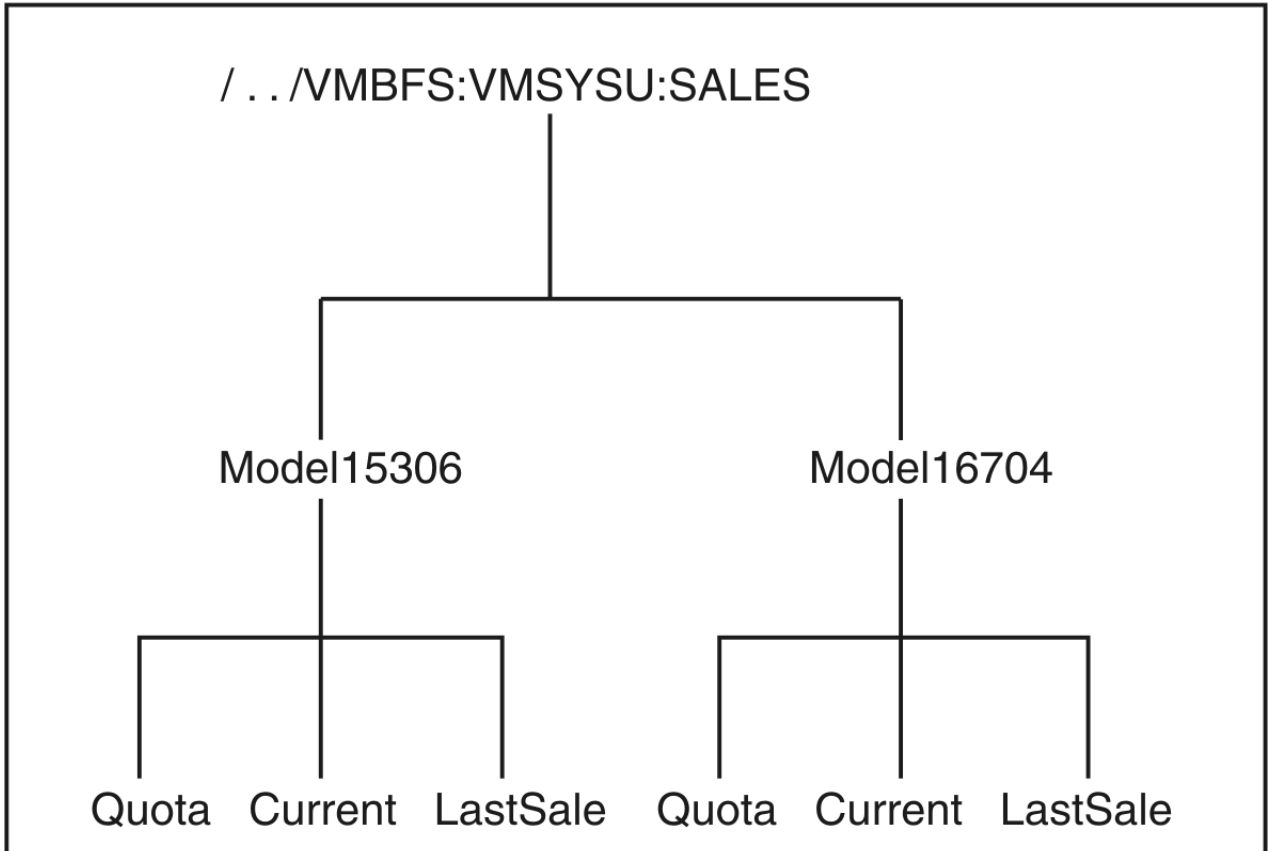 / . . /VMBFS:VMSYSU:SALES
Model15306 Model16704
Quota Current LastSale Quota Current LastSale